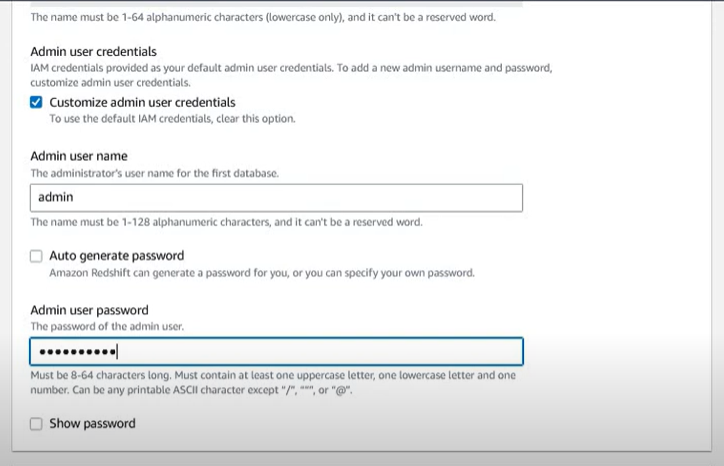 The name must be 1-64 alphanumeric characters (lowercase only), and it can't be a reserved word.
Admin user credentials
IAM credentials provided as your default admin user credentials. To add a new admin username and password,
customize admin user credentials.
Customize admin user credentials
To use the default IAM credentials, clear this option.
Admin user name
The administrator's user name for the first database.
admin
The name must be 1-128 alphanumeric characters, and it can't be a reserved word.
Auto generate password
Amazon Redshift can generate a password for you, or you can specify your own password.
Admin user password
The password of the admin user.
••••••••••
Must be 8-64 characters long. Must contain at least one uppercase letter, one lowercase letter and one
number. Can be any printable ASCII character except "/", """, or "@".
Show password